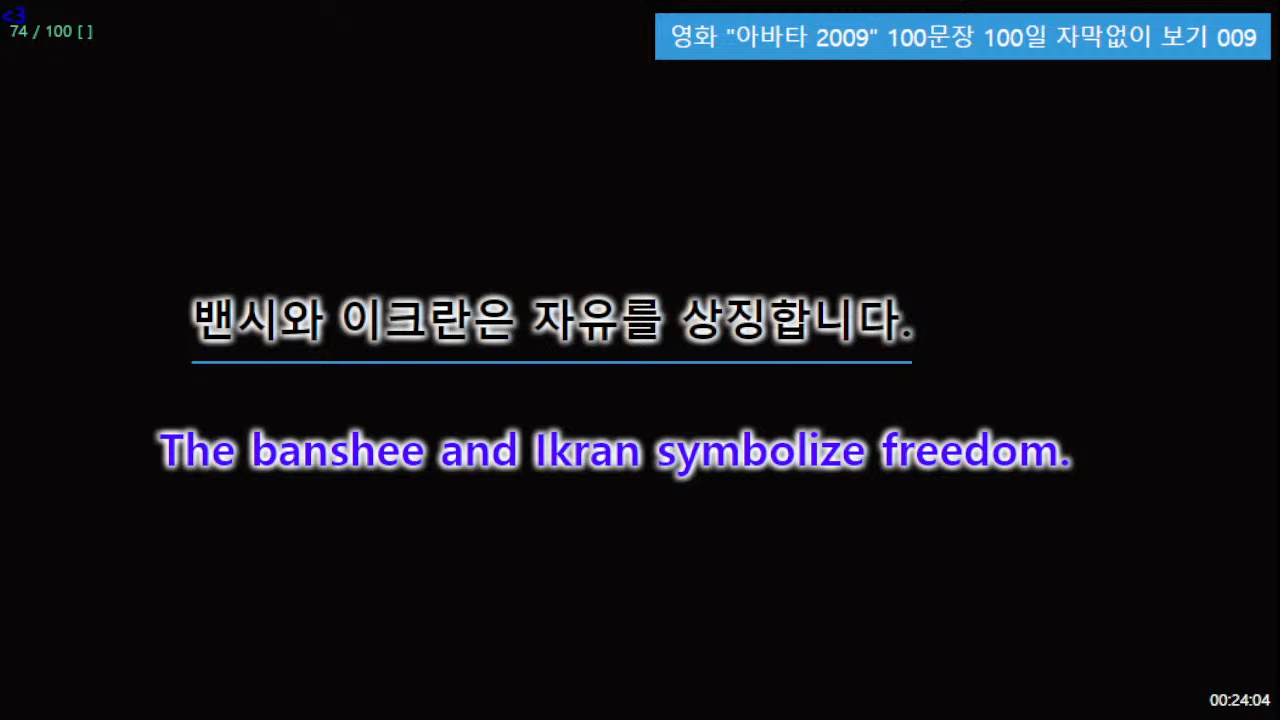 <3
74 / 100 [ ]
영화 "아바타 2009" 100문장 100일 자막없이 보기 009
밴시와 이크란은 자유를 상징합니다.
The banshee and Ikran symbolize freedom.
00:24:04